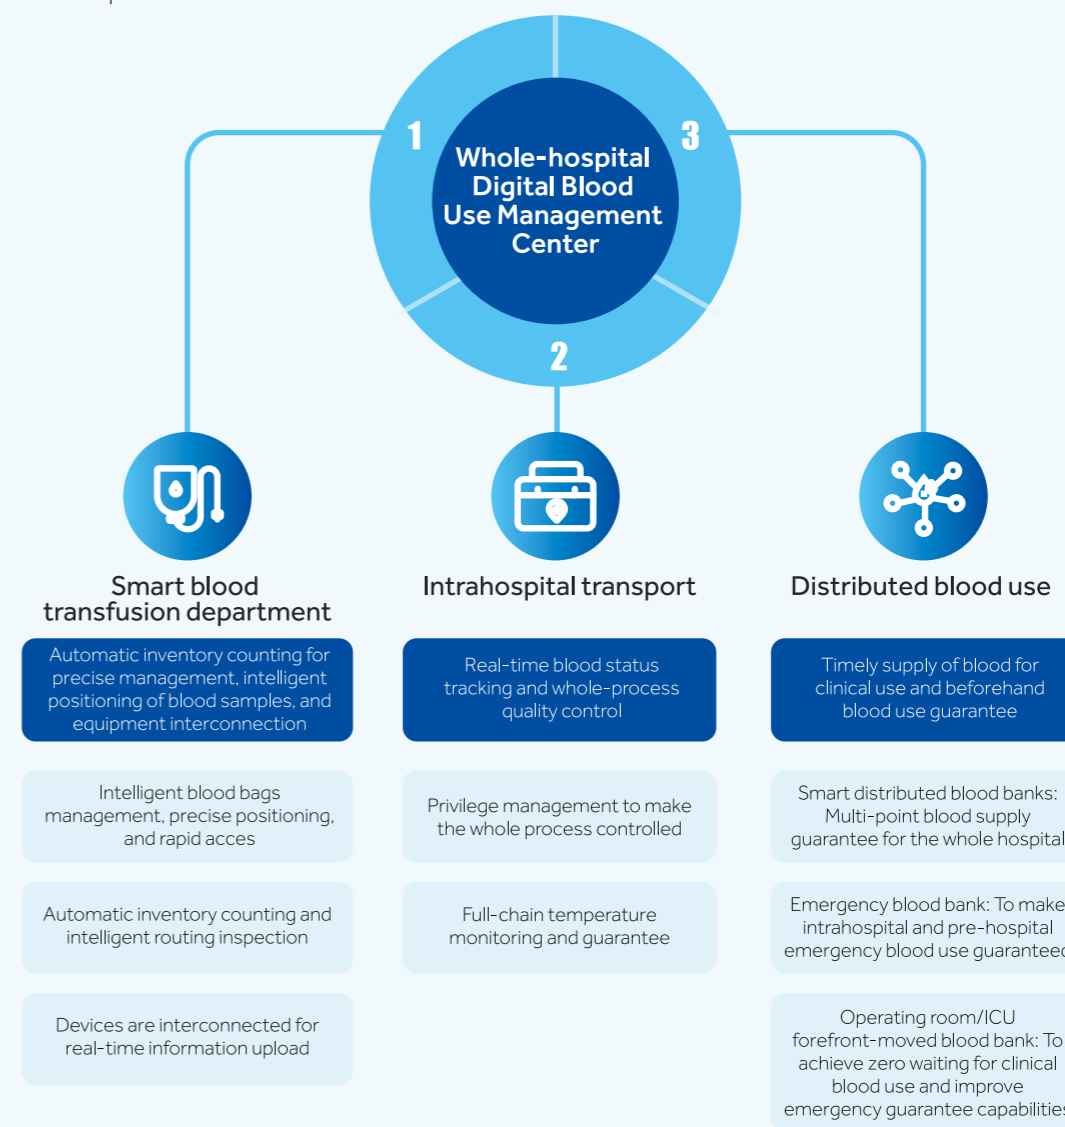 1
3
Whole-hospital
Digital Blood
Use Management
Center
2
Smart blood
transfusion department
Automatic inventory counting for
precise management, intelligent
positioning of blood samples, and
equipment interconnection
Intelligent blood bags
management, precise positioning,
and rapid acces
Automatic inventory counting and
intelligent routing inspection
Devices are interconnected for
real-time information upload
Intrahospital transport
Real-time blood status
tracking and whole-process
quality control
Privilege management to make
the whole process controlled
Full-chain temperature
monitoring and guarantee
Distributed blood use
Timely supply of blood for
clinical use and beforehand
blood use guarantee
Smart distributed blood banks:
Multi-point blood supply
guarantee for the whole hospital
Emergency blood bank: To make
intrahospital and pre-hospital
emergency blood use guaranteed
Operating room/ICU
forefront-moved blood bank: To
achieve zero waiting for clinical
blood use and improve
emergency guarantee capabilities